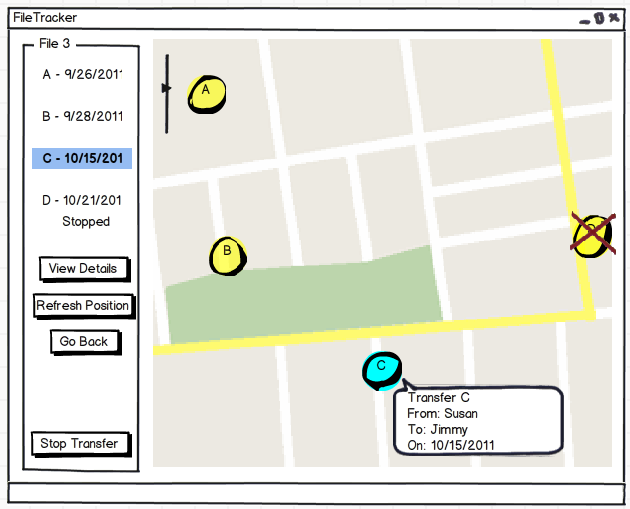 FileTracker
File 3
A - 9/26/2011
B - 9/28/2011
C - 10/15/201
D - 10/21/201
Stopped
View Details
Refresh Position
Go Back
Stop Transfer
A
B
C
Transfer C
From: Susan
To: Jimmy
On: 10/15/2011